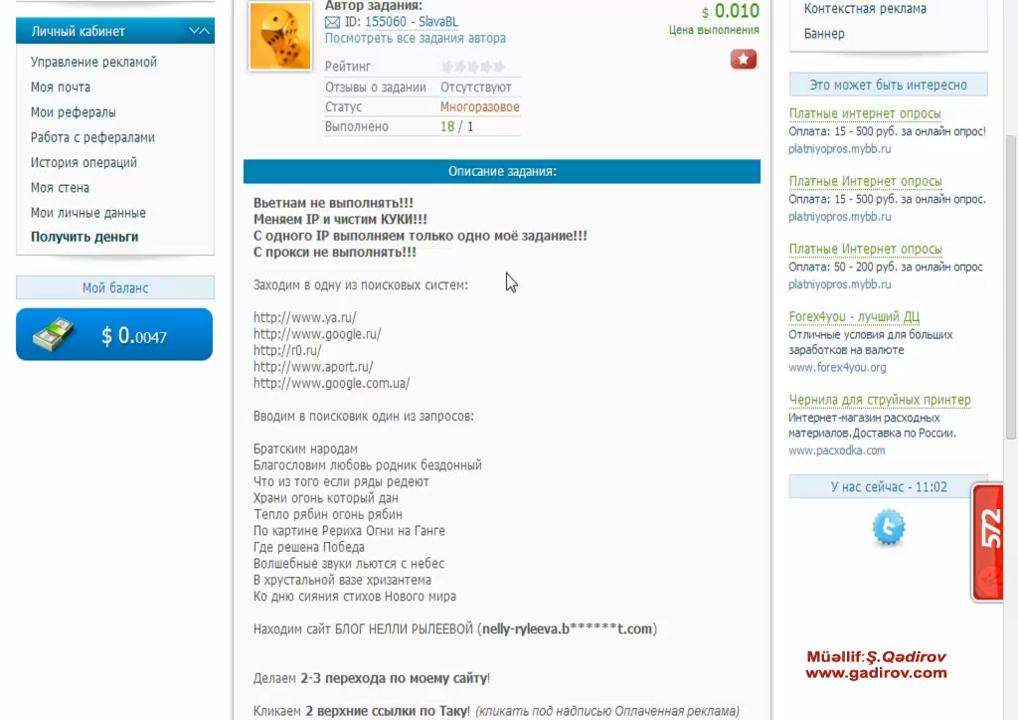 Личный кабинет
Управление рекламой
Моя почта
Мои рефералы
Работа с рефералами
История операций
Моя стена
Мои личные данные
Получить деньги
Мой баланс
$ 0.0047
Автор задания:
ID: 155060 - SlavaBL
Посмотреть все задания автора
Рейтинг
Отзывы о задании Отсутствуют
Статус Многоразовое
Выполнено 18 / 1
$ 0.010
Цена выполнения
Описание задания:
Вьетнам не выполнять!!!
Меняем IP и чистим КУКИ!!!
С одного IP выполняем только одно моё задание!!!
С прокси не выполнять!!!
Заходим в одну из поисковых систем:
http://www.ya.ru/
http://www.google.ru/
http://r0.ru/
http://www.aport.ru/
http://www.google.com.ua/
Вводим в поисковик один из запросов:
Братским народам
Благословим любовь родник бездонный
Что из того если ряды редеют
Храни огонь который дан
Тепло рябин огонь рябин
По картине Рериха Огни на Ганге
Где решена Победа
Волшебные звуки льются с небес
В хрустальной вазе хризантема
Ко дню сияния стихов Нового мира
Находим сайт БЛОГ НЕЛЛИ РЫЛЕЕВОЙ (nelly-ryleeva.b******t.com)
Делаем 2-3 перехода по моему сайту!
Кликаем 2 верхние ссылки по Таку! (кликать под надписью Оплаченная реклама)
Контекстная реклама
Баннер
Это может быть интересно
Платные интернет опросы
Оплата: 15 - 500 руб. за онлайн опрос!
platniyopros.mybb.ru
Платные Интернет опросы
Оплата: 15 - 500 руб. за онлайн опрос.
platniyopros.mybb.ru
Платные Интернет опросы
Оплата: 50 - 200 руб. за онлайн опрос
platniyopros.mybb.ru
Forex4you - лучший ДЦ
Отличные условия для больших
заработков на валюте
www.forex4you.org
Чернила для струйных принтер
Интернет-магазин расходных
материалов.Доставка по России.
www.pacxodka.com
У нас сейчас - 11:02
572
Müəllif:Ş.Qədirov
www.gadirov.com